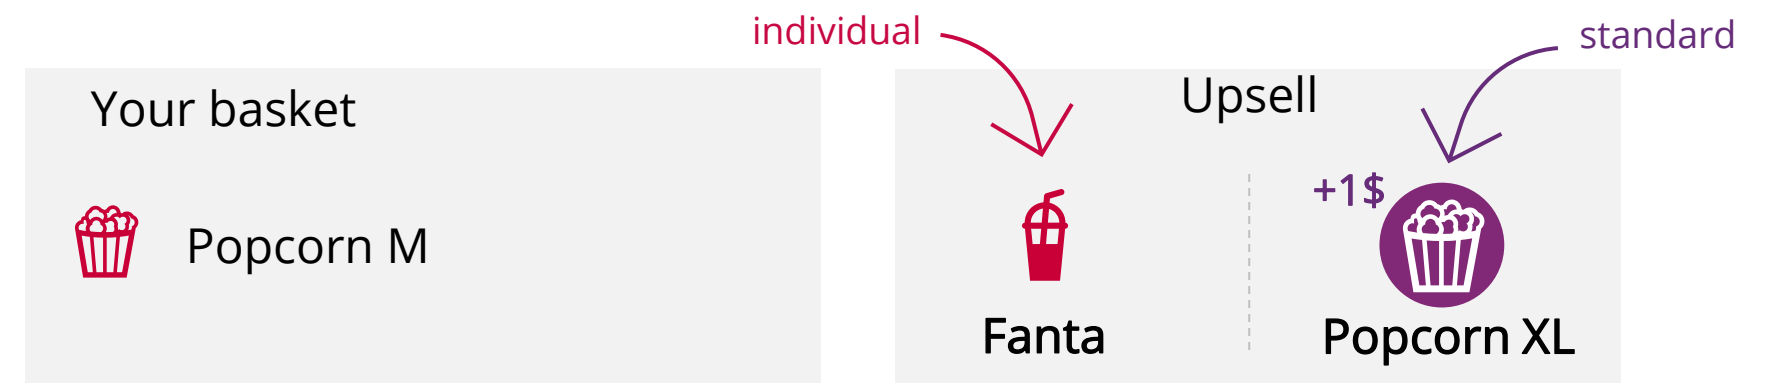 individual
standard
Your basket
Upsell
Popcorn M
+1$
Fanta
Popcorn XL